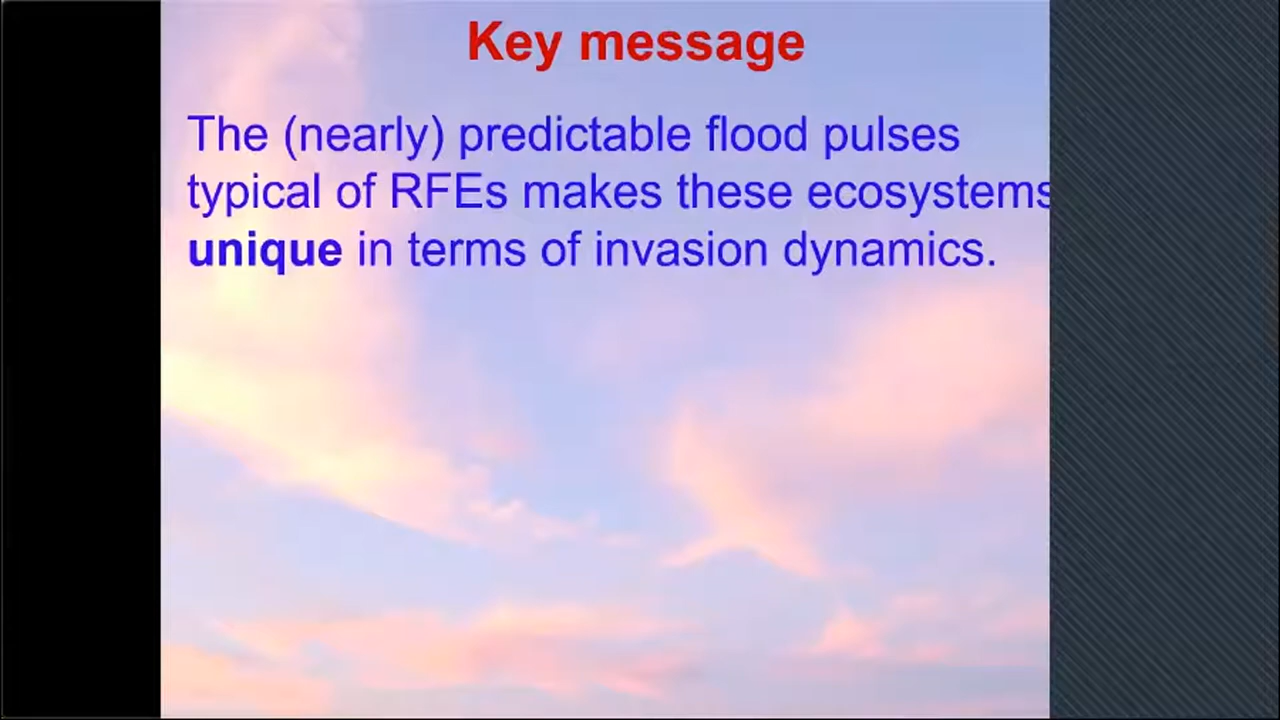 Key message
The (nearly) predictable flood pulses
typical of RFEs makes these ecosystems
unique in terms of invasion dynamics.